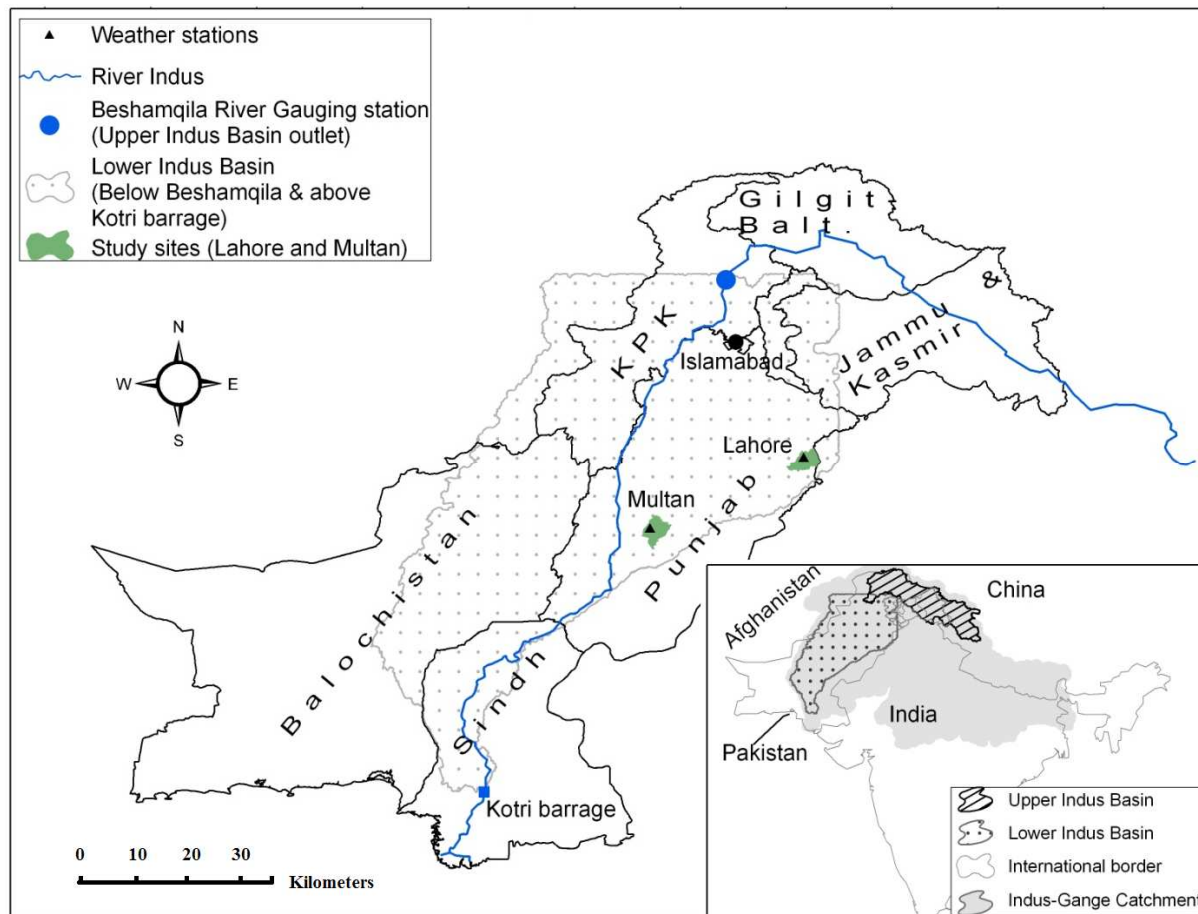 Weather stations
River Indus
Beshamqila River Gauging station
(Upper Indus Basin outlet)
Lower Indus Basin
(Below Beshamqila & above
Kotri barrage)
Study sites (Lahore and Multan)
N
W E
S
Gilgit
Balt.
Jammu &
Kasmir
KPK
Islamabad
Lahore
Multan
Punjab
Balochistan
Sindh
Kotri barrage
0 10 20 30
Kilometers
Afghanistan
China
India
Pakistan
Upper Indus Basin
Lower Indus Basin
International border
Indus-Gange Catchment